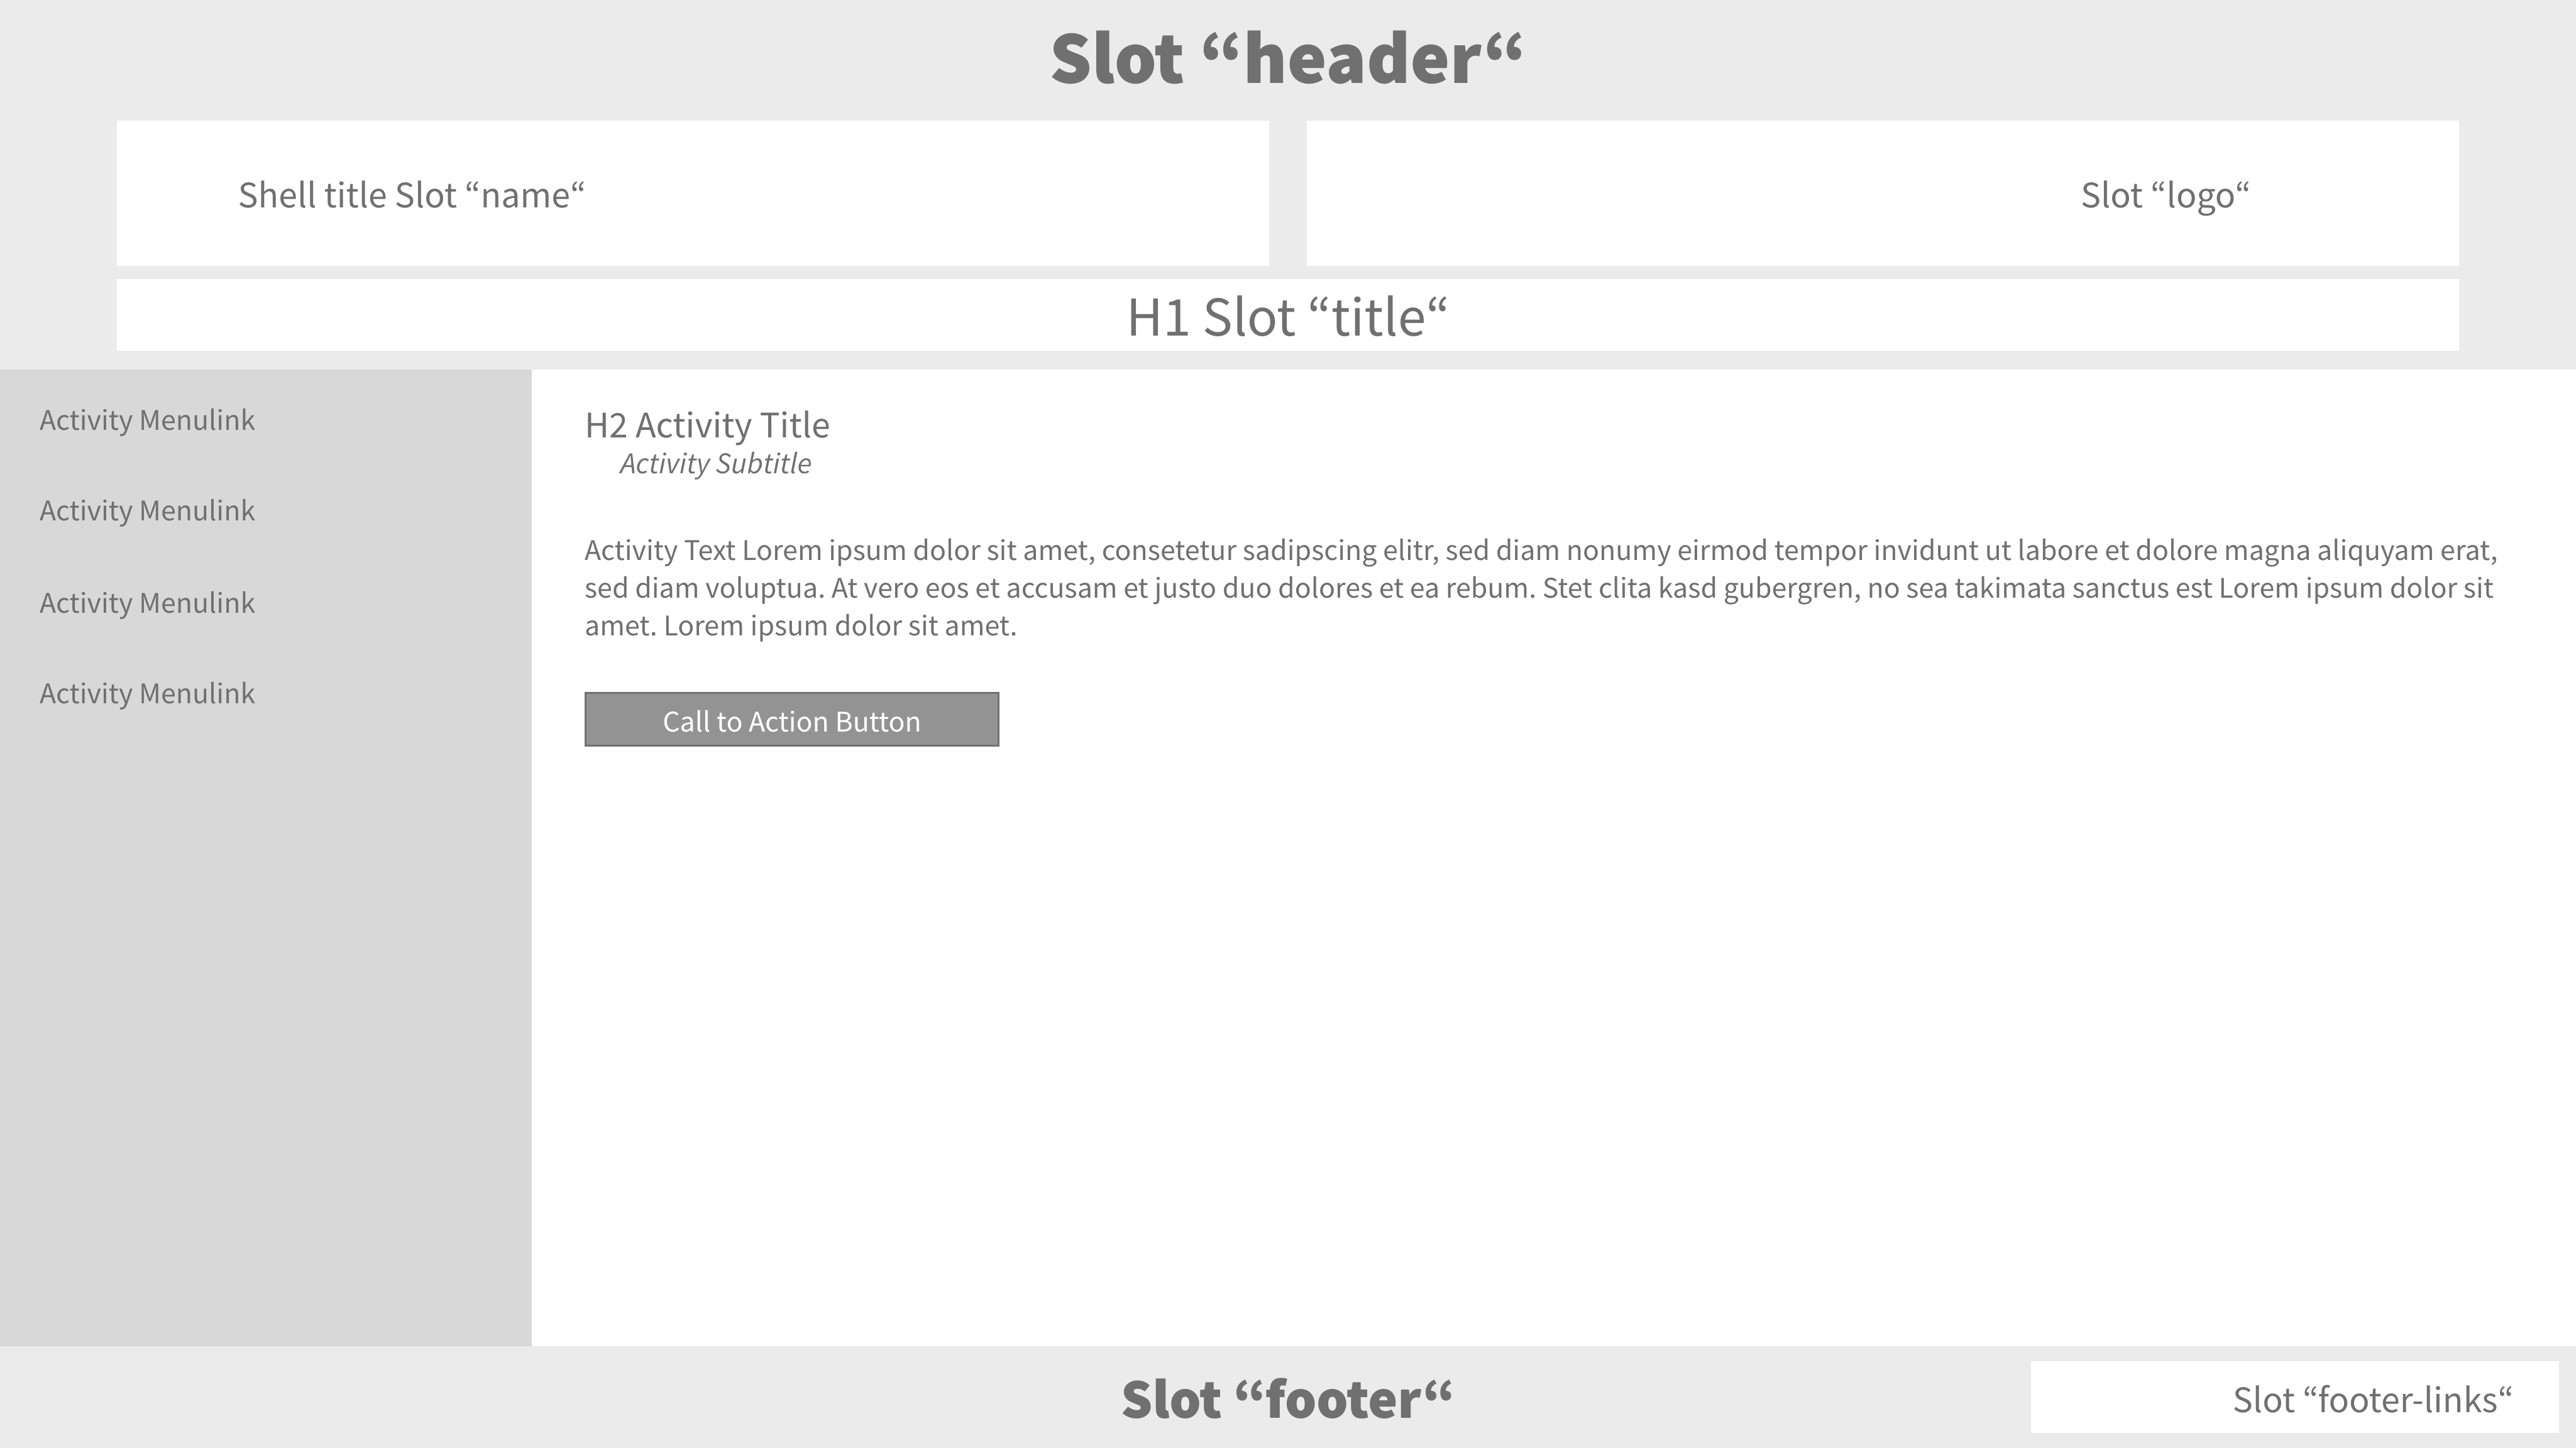 Slot “header“
Shell title Slot “name“
Slot “logo“
H1 Slot “title“
Activity Menulink
Activity Menulink
Activity Menulink
Activity Menulink
H2 Activity Title
Activity Subtitle
Activity Text Lorem ipsum dolor sit amet, consetetur sadipscing elitr, sed diam nonumy eirmod tempor invidunt ut labore et dolore magna aliquyam erat,
sed diam voluptua. At vero eos et accusam et justo duo dolores et ea rebum. Stet clita kasd gubergren, no sea takimata sanctus est Lorem ipsum dolor sit
amet. Lorem ipsum dolor sit amet.
Call to Action Button
Slot “footer“
Slot “footer-links“